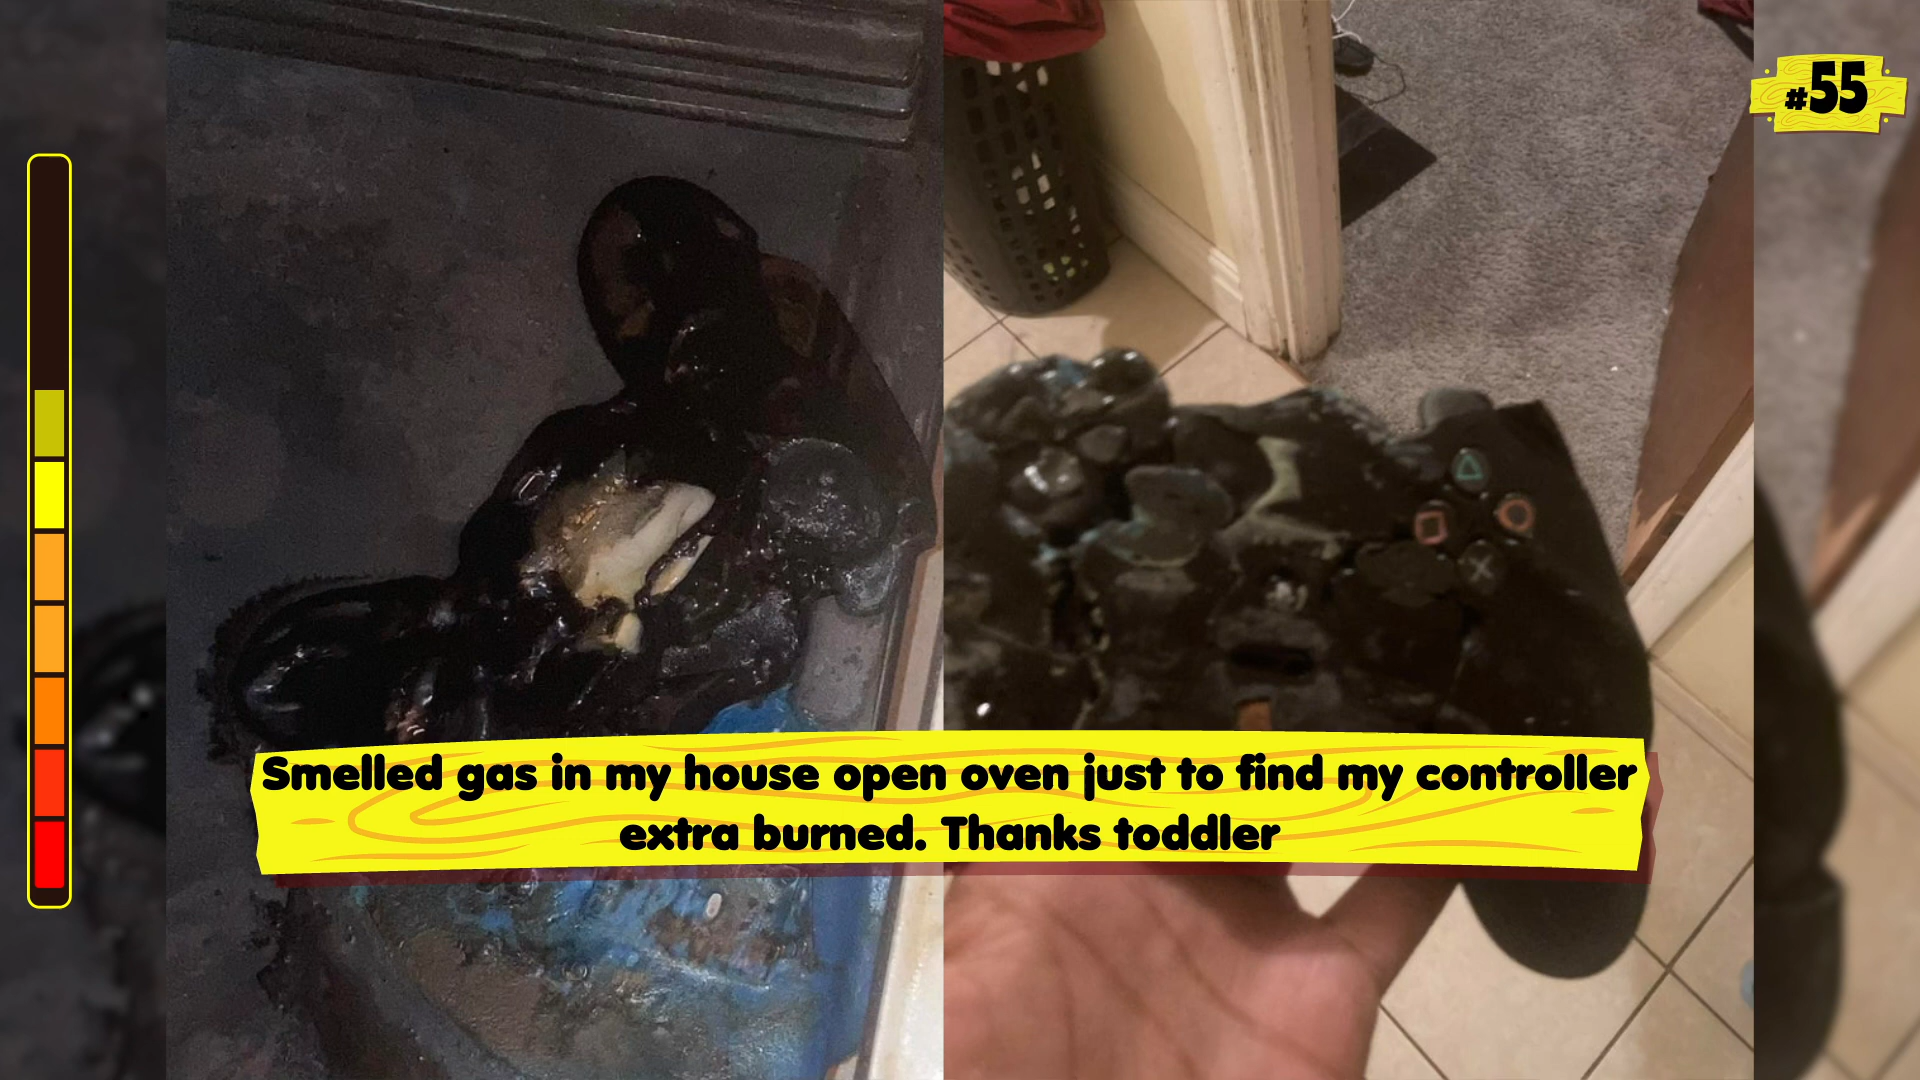 #55
Smelled gas in my house open oven just to find my controller
extra burned. Thanks toddler